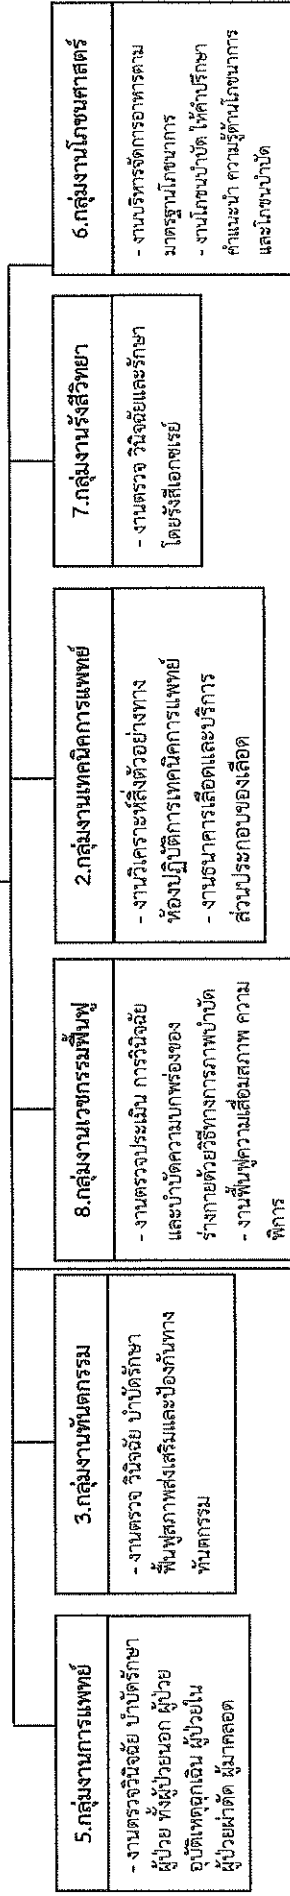 5.กลุ่มงานการแพทย์
- งานตรวจวินิจฉัย บำบัดรักษา
ผู้ป่วย ทั้งผู้ป่วยนอก ผู้ป่วย
อุบัติเหตุฉุกเฉิน ผู้ป่วยใน
ผู้ป่วยผ่าตัด ผู้มาคลอด
3.กลุ่มงานทันตกรรม
- งานตรวจ วินิจฉัย บำบัดรักษา
ฟื้นฟูสภาพส่งเสริมและป้องกันทาง
ทันตกรรม
8.กลุ่มงานเวชกรรมฟื้นฟู
- งานตรวจประเมิน การวินิจฉัย
และบำบัดความบกพร่องของ
ร่างกายด้วยวิธีทางการภาพบำบัด
- งานฟื้นฟูความเสื่อมสภาพ ความ
พิการ
2.กลุ่มงานเทคนิคการแพทย์
- งานวิเคราะห์สิ่งตัวอย่างทาง
ห้องปฏิบัติการเทคนิคการแพทย์
- งานธนาคารเลือดและบริการ
ส่วนประกอบของเลือด
7.กลุ่มงานรังสีวิทยา
- งานตรวจ วินิจฉัยและรักษา
โดยรังสีเอกซเรย์
6.กลุ่มงานโภชนศาสตร์
- งานบริหารจัดการอาหารตาม
มาตรฐานโภชนาการ
- งานโภชนบำบัด ให้คำปรึกษา
คำแนะนำ ความรู้ด้านโภชนาการ
และโภชนบำบัด